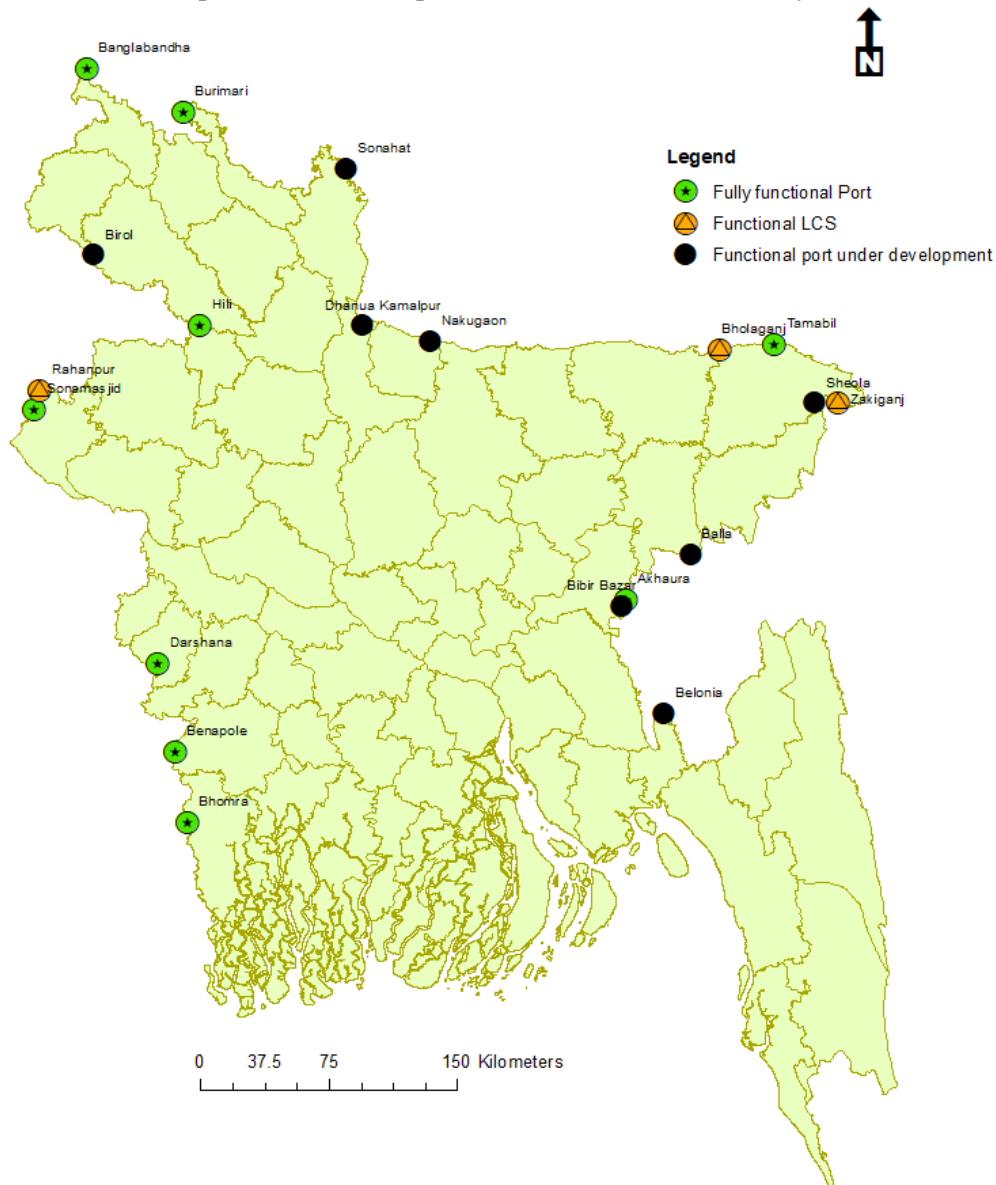 Banglabandha
Burimari
N
Sonahat
Legend
Fully functional Port
Functional LCS
Functional port under development
Birol
Hili
Dhanua Kamalpur
Nakugaon
Bholaganj
Tamabil
Rahanpur
Sonamasjid
Sheola
Zakiganj
Balla
Bibir Bazar
Akhaura
Darshana
Belonia
Benapole
Bhomra
0 37.5 75 150 Kilometers